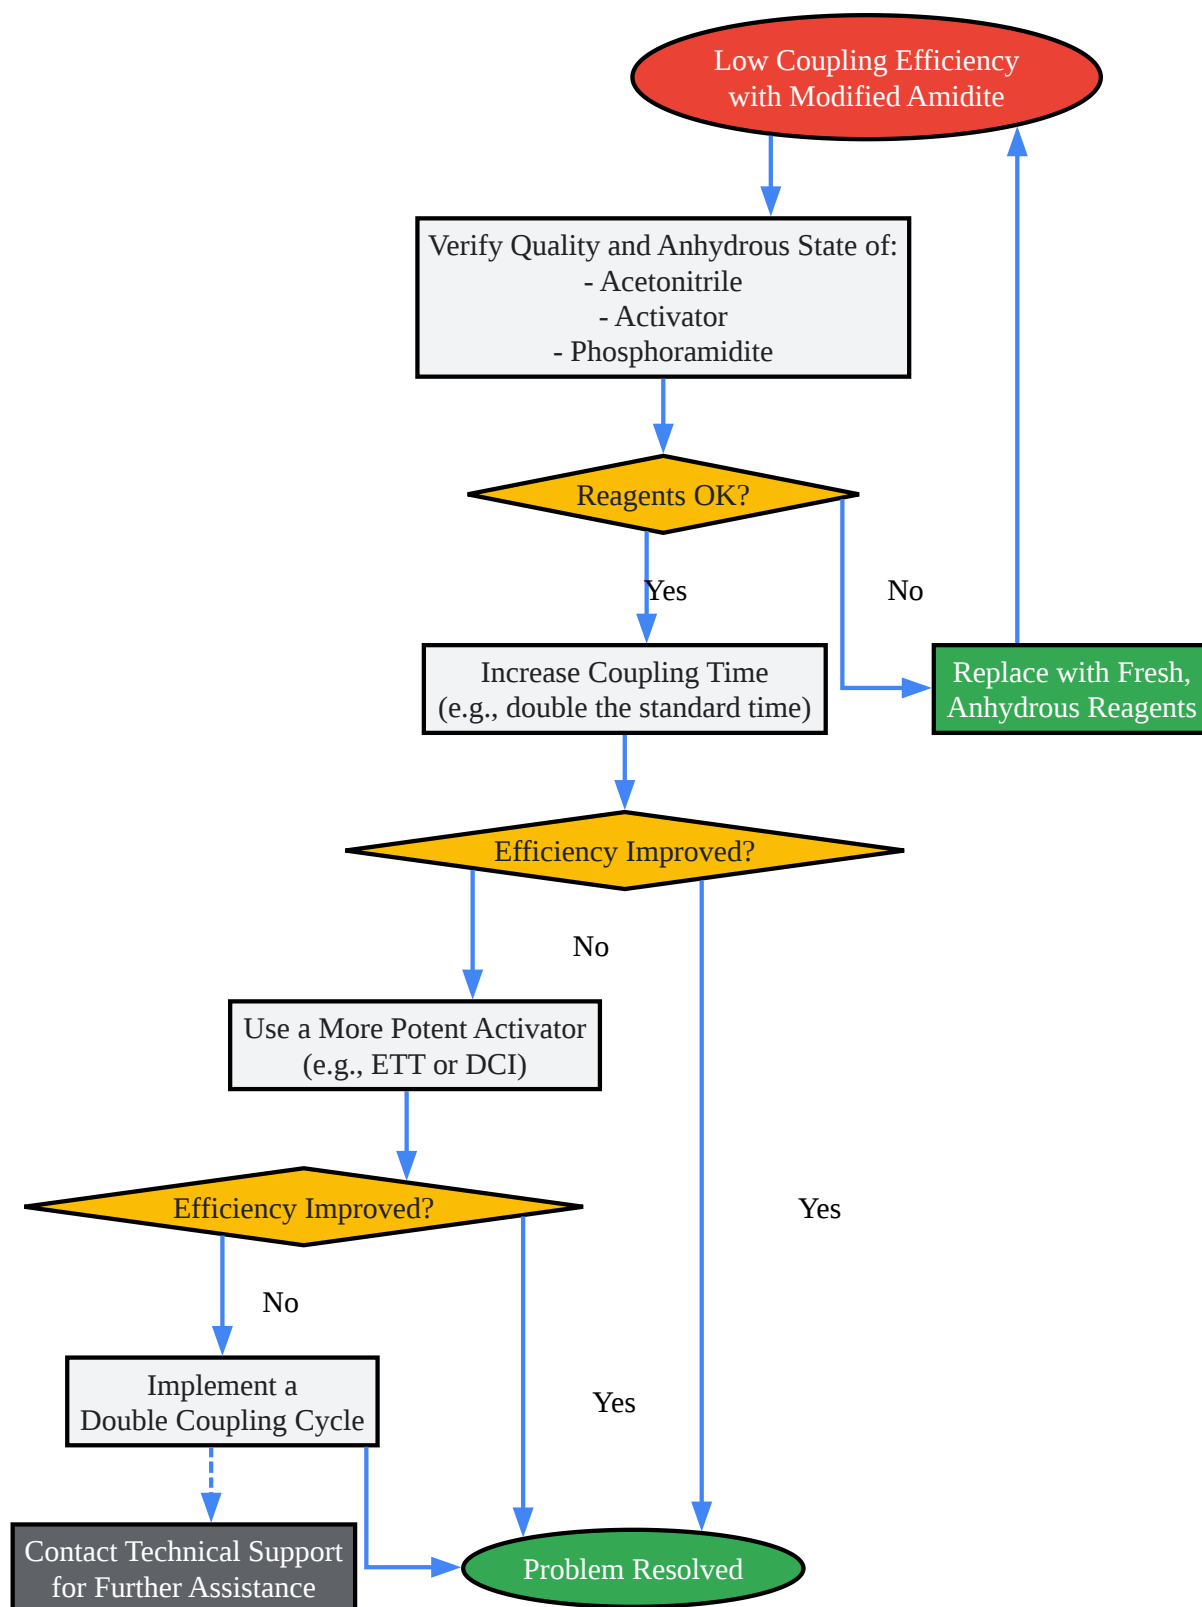 Low Coupling Efficiency
with Modified Amidite
Verify Quality and Anhydrous State of:
- Acetonitrile
- Activator
- Phosphoramidite
Reagents OK?
Yes
No
Increase Coupling Time
(e.g., double the standard time)
Replace with Fresh,
Anhydrous Reagents
Efficiency Improved?
No
Use a More Potent Activator
(e.g., ETT or DCI)
Efficiency Improved?
Yes
No
Implement a
Double Coupling Cycle
Yes
Contact Technical Support
for Further Assistance
Problem Resolved